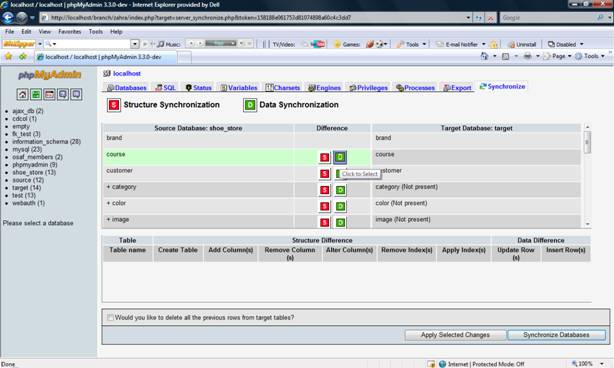 localhost / localhost | phpMyAdmin 3.3.0-dev - Internet Explorer provided by Dell
http://localhost/branch/zahra/index.php?target=server_synchronize.php&token=158188e061757d81074898a60c4c3dd7
Google
File Edit View Favorites Tools Help
Music: TV/Video: Games: Tools E-mail Notifier Uninstall Disabled
localhost / localhost | phpMyAdmin 3.3.0-dev
Page Tools
phpMyAdmin
ajax_db (2)
cdcol (1)
empty
fk_test (3)
information_schema (28)
mysql (23)
osaf_members (2)
phpmyadmin (9)
shoe_store (13)
source (12)
target (14)
test (13)
webauth (1)
Please select a database
localhost
Databases SQL Status Variables Charsets Engines Privileges Processes Export Synchronize
S Structure Synchronization D Data Synchronization
Source Database: shoe_store Difference Target Database: target
brand brand
course S D course
customer S D customer
Click to Select
+ category S D category (Not present)
+ color S D color (Not present)
+ image S D image (Not present)
Table Structure Difference Data Difference
Table name Create Table Add Column(s) Remove Column (s) Alter Column(s) Remove Index(s) Apply Index(s) Update Row (s) Insert Row(s)
Would you like to delete all the previous rows from target tables?
Apply Selected Changes Synchronize Databases
Done
Internet | Protected Mode: Off 100%